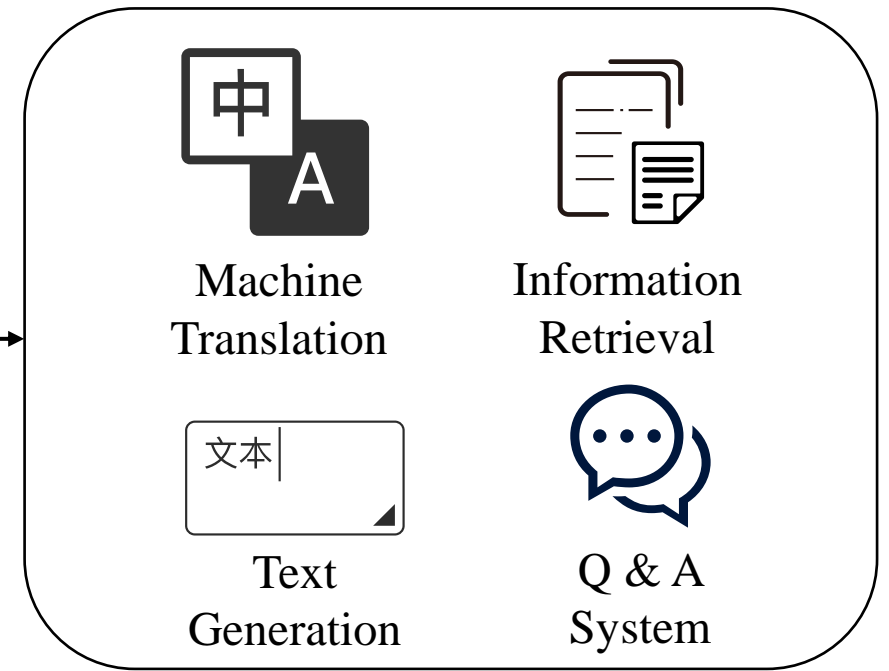 中
A
Machine
Translation
Information
Retrieval
文本
Text
Generation
Q & A
System